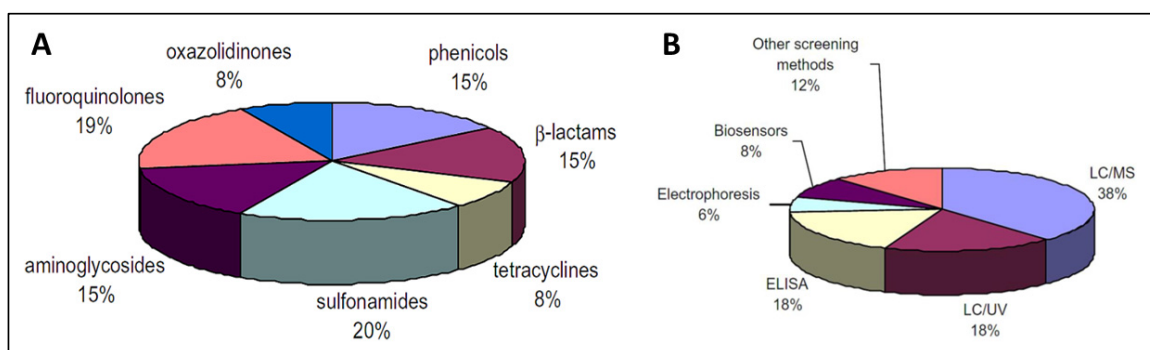 A
oxazolidinones
8%
phenicols
15%
fluoroquinolones
19%
β-lactams
15%
aminoglycosides
15%
sulfonamides
20%
tetracyclines
8%
B
Other screening
methods
12%
Biosensors
8%
Electrophoresis
6%
LC/MS
38%
ELISA
18%
LC/UV
18%